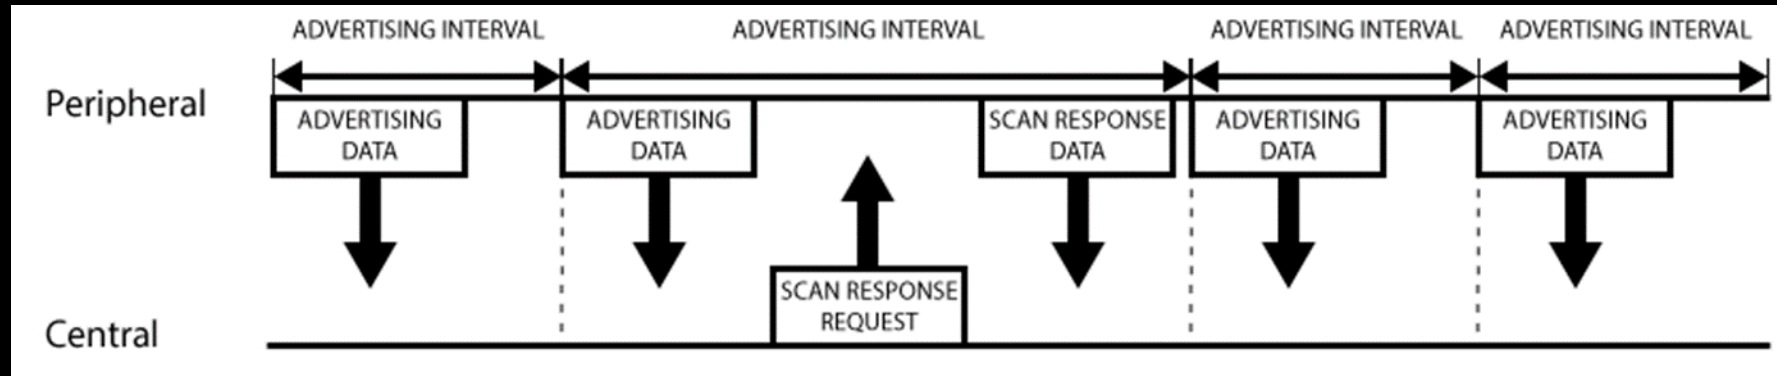 ADVERTISING INTERVAL ADVERTISING INTERVAL ADVERTISING INTERVAL ADVERTISING INTERVAL
Peripheral
ADVERTISING
DATA
ADVERTISING
DATA
SCAN RESPONSE
DATA
ADVERTISING
DATA
ADVERTISING
DATA
SCAN RESPONSE
REQUEST
Central